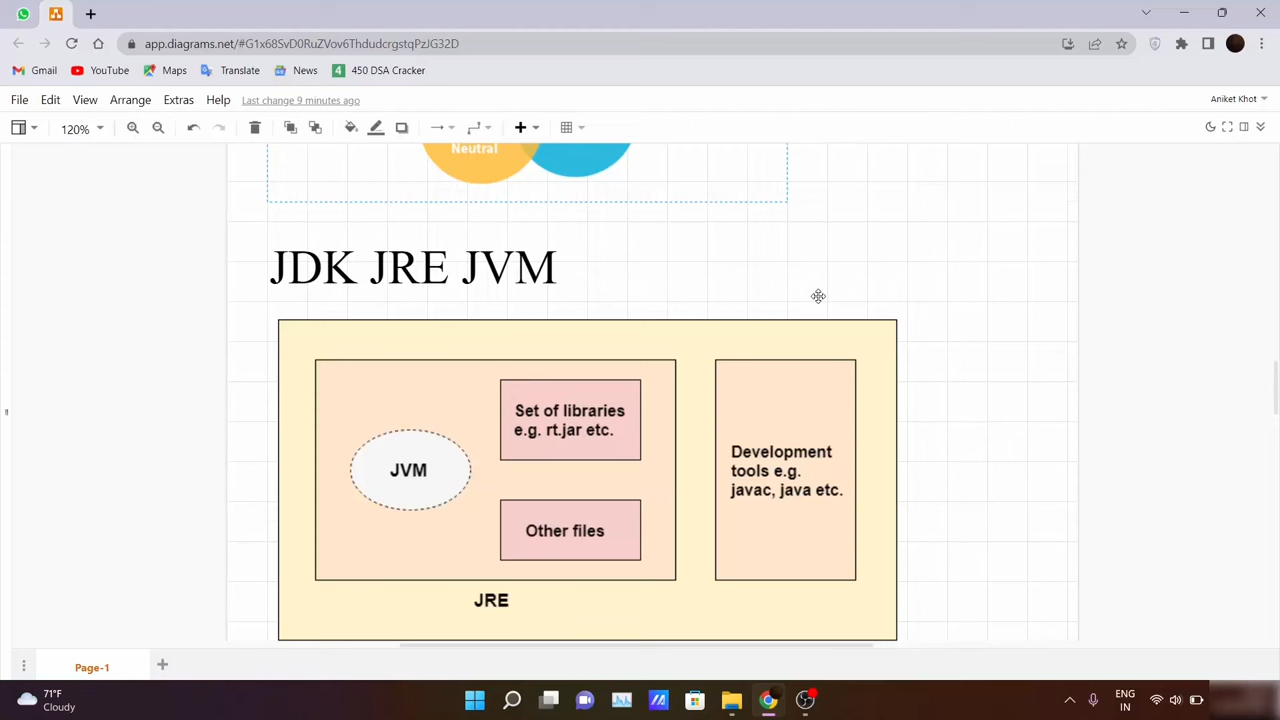 app.diagrams.net/#G1x68SvD0RuZVov6ThdudcrgstqPzJG32D
Gmail YouTube Maps Translate News 4 450 DSA Cracker
File Edit View Arrange Extras Help Last change 9 minutes ago
Aniket Khot
120%
Neutral
JDK JRE JVM
Set of libraries
e.g. rt.jar etc.
JVM
Other files
JRE
Development
tools e.g.
javac, java etc.
Page-1
71°F
Cloudy
ENG
IN